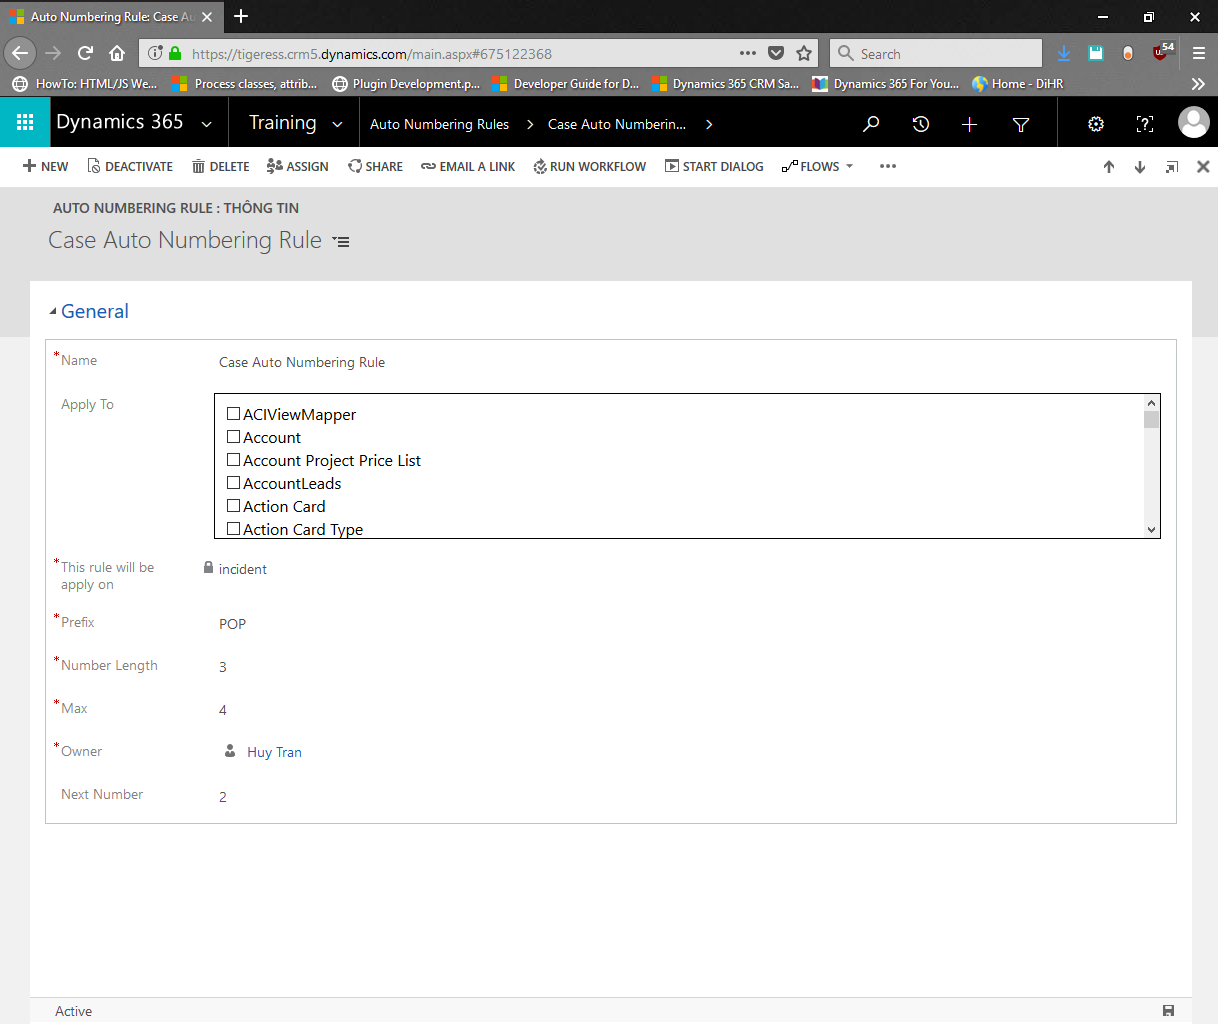 Auto Numbering Rule: Case Au
https://tigeress.crm5.dynamics.com/main.aspx#675122368
Search
54
HowTo: HTML/JS We...
Process classes, attrib...
Plugin Development.p...
Developer Guide for D...
Dynamics 365 CRM Sa...
Dynamics 365 For You...
Home - DiHR
Dynamics 365
Training
Auto Numbering Rules
Case Auto Numberin...
NEW
DEACTIVATE
DELETE
ASSIGN
SHARE
EMAIL A LINK
RUN WORKFLOW
START DIALOG
FLOWS
AUTO NUMBERING RULE : THÔNG TIN
Case Auto Numbering Rule
General
*Name
Case Auto Numbering Rule
Apply To
ACIViewMapper
Account
Account Project Price List
AccountLeads
Action Card
Action Card Type
*This rule will be
apply on
incident
*Prefix
POP
*Number Length
3
*Max
4
*Owner
Huy Tran
Next Number
2
Active